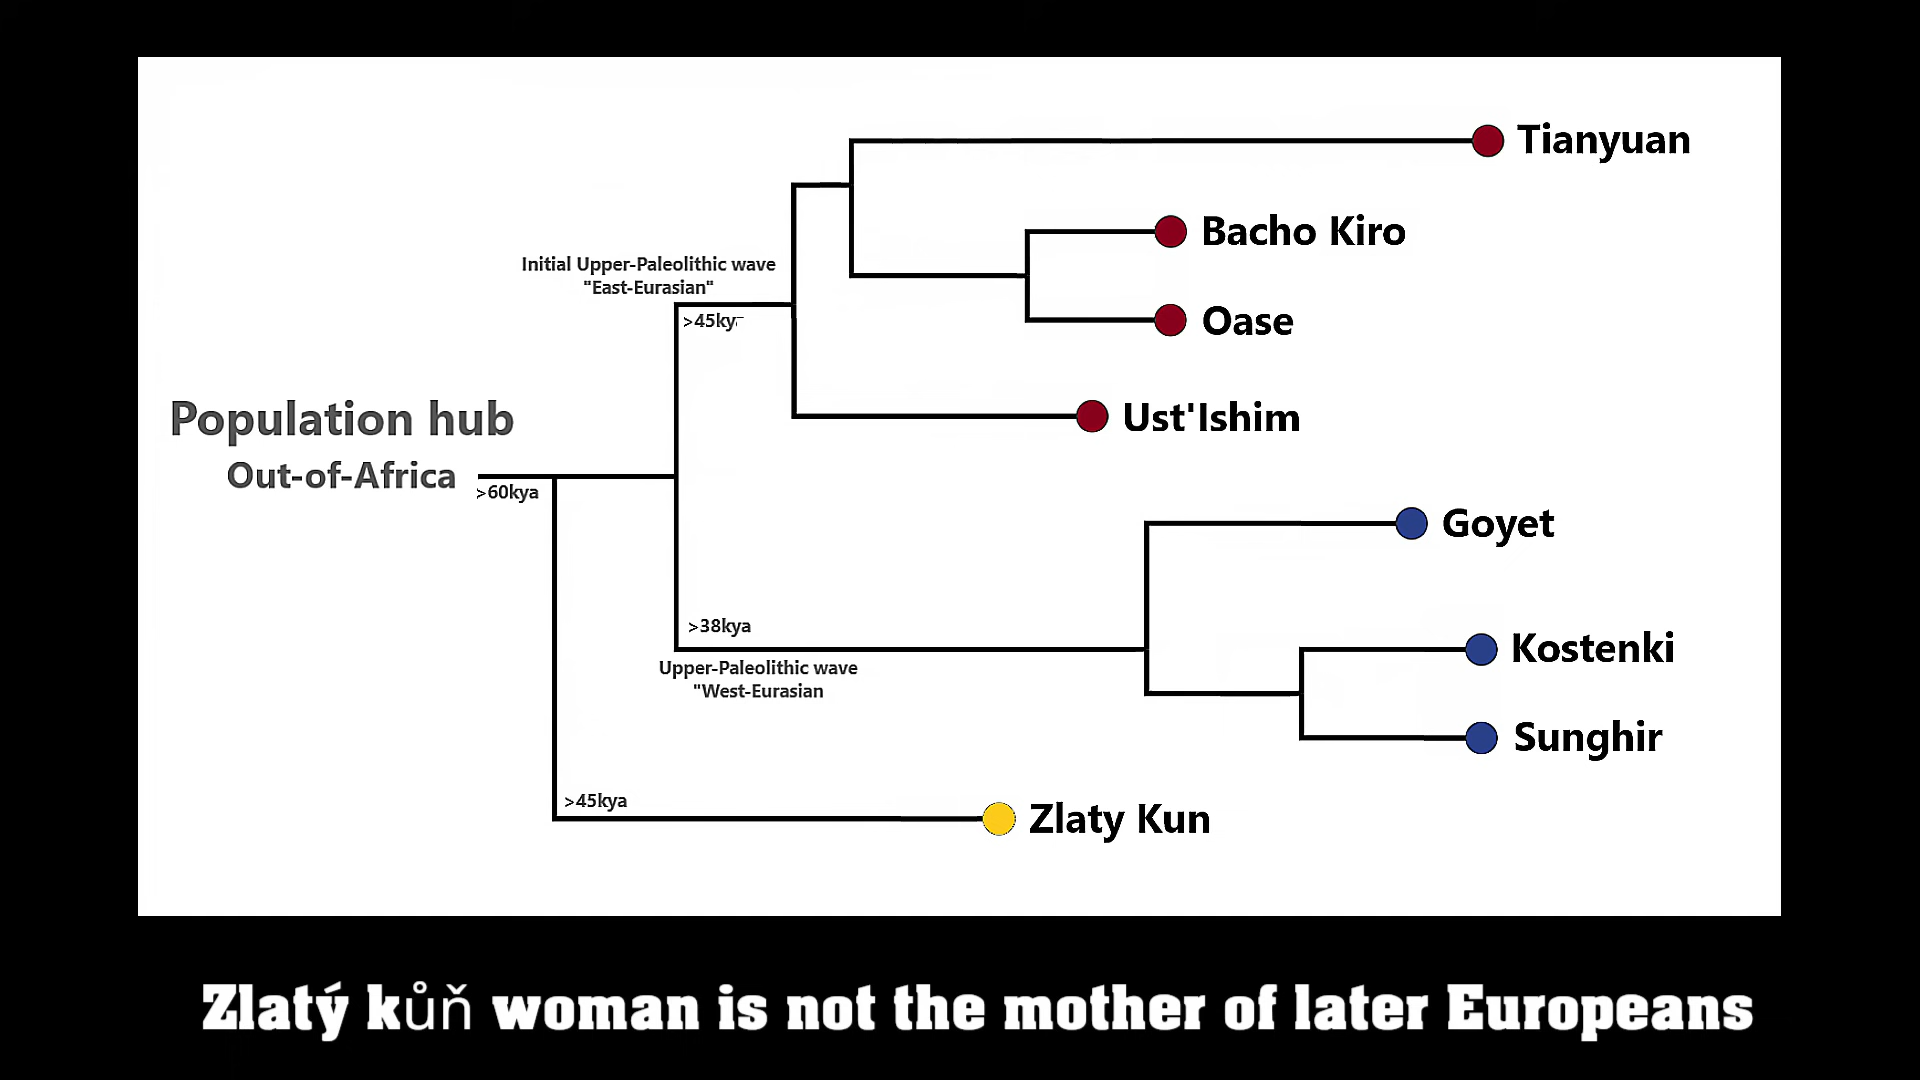 Tianyuan
Bacho Kiro
Initial Upper-Paleolithic wave
"East-Eurasian"
>45ky
Oase
Population hub
Ust'Ishim
Out-of-Africa
>60kya
Goyet
>38kya
Kostenki
Upper-Paleolithic wave
"West-Eurasian
Sunghir
>45kya
Zlaty Kun
Zlatý kůň woman is not the mother of later Europeans